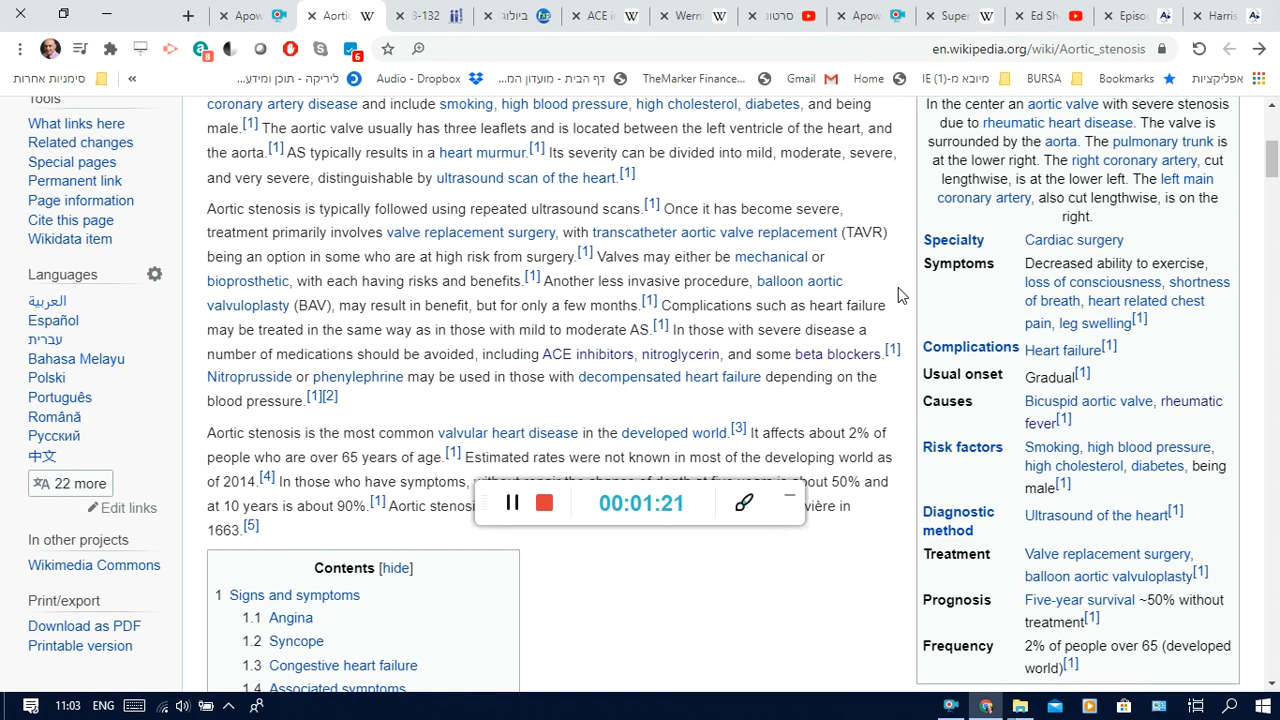 Apow
Aortic
8-132
ביולוג
ACE in
Wern
סרטונ
Apow
Super
Ed She
Episod
Harris
en.wikipedia.org/wiki/Aortic_stenosis
8
6
סימניות אחרות
«
ליריקה - תוכן ומידע...
Audio - Dropbox
דף הבית - מועדון המ...
TheMarker Finance...
Gmail
Home
מיובא מ-IE (1)
BURSA
Bookmarks
אפליקציות
Tools
What links here
Related changes
Special pages
Permanent link
Page information
Cite this page
Wikidata item
Languages
العربية
Español
עברית
Bahasa Melayu
Polski
Português
Română
Русский
中文
22 more
Edit links
In other projects
Wikimedia Commons
Print/export
Download as PDF
Printable version
coronary artery disease and include smoking, high blood pressure, high cholesterol, diabetes, and being
male.[1] The aortic valve usually has three leaflets and is located between the left ventricle of the heart, and
the aorta.[1] AS typically results in a heart murmur.[1] Its severity can be divided into mild, moderate, severe,
and very severe, distinguishable by ultrasound scan of the heart.[1]
Aortic stenosis is typically followed using repeated ultrasound scans.[1] Once it has become severe,
treatment primarily involves valve replacement surgery, with transcatheter aortic valve replacement (TAVR)
being an option in some who are at high risk from surgery.[1] Valves may either be mechanical or
bioprosthetic, with each having risks and benefits.[1] Another less invasive procedure, balloon aortic
valvuloplasty (BAV), may result in benefit, but for only a few months.[1] Complications such as heart failure
may be treated in the same way as in those with mild to moderate AS.[1] In those with severe disease a
number of medications should be avoided, including ACE inhibitors, nitroglycerin, and some beta blockers.[1]
Nitroprusside or phenylephrine may be used in those with decompensated heart failure depending on the
blood pressure.[1][2]
Aortic stenosis is the most common valvular heart disease in the developed world.[3] It affects about 2% of
people who are over 65 years of age.[1] Estimated rates were not known in most of the developing world as
of 2014.[4] In those who have symptoms, without repair the chance of death at five years is about 50% and
at 10 years is about 90%.[1] Aortic stenosi vière in
1663.[5]
00:01:21
Contents [hide]
1 Signs and symptoms
1.1 Angina
1.2 Syncope
1.3 Congestive heart failure
1.4 Associated symptoms
In the center an aortic valve with severe stenosis
due to rheumatic heart disease. The valve is
surrounded by the aorta. The pulmonary trunk is
at the lower right. The right coronary artery, cut
lengthwise, is at the lower left. The left main
coronary artery, also cut lengthwise, is on the
right.
Specialty Cardiac surgery
Symptoms Decreased ability to exercise,
loss of consciousness, shortness
of breath, heart related chest
pain, leg swelling[1]
Complications Heart failure[1]
Usual onset Gradual[1]
Causes Bicuspid aortic valve, rheumatic
fever[1]
Risk factors Smoking, high blood pressure,
high cholesterol, diabetes, being
male[1]
Diagnostic Ultrasound of the heart[1]
method
Treatment Valve replacement surgery,
balloon aortic valvuloplasty[1]
Prognosis Five-year survival ~50% without
treatment[1]
Frequency 2% of people over 65 (developed
world)[1]
11:03 ENG